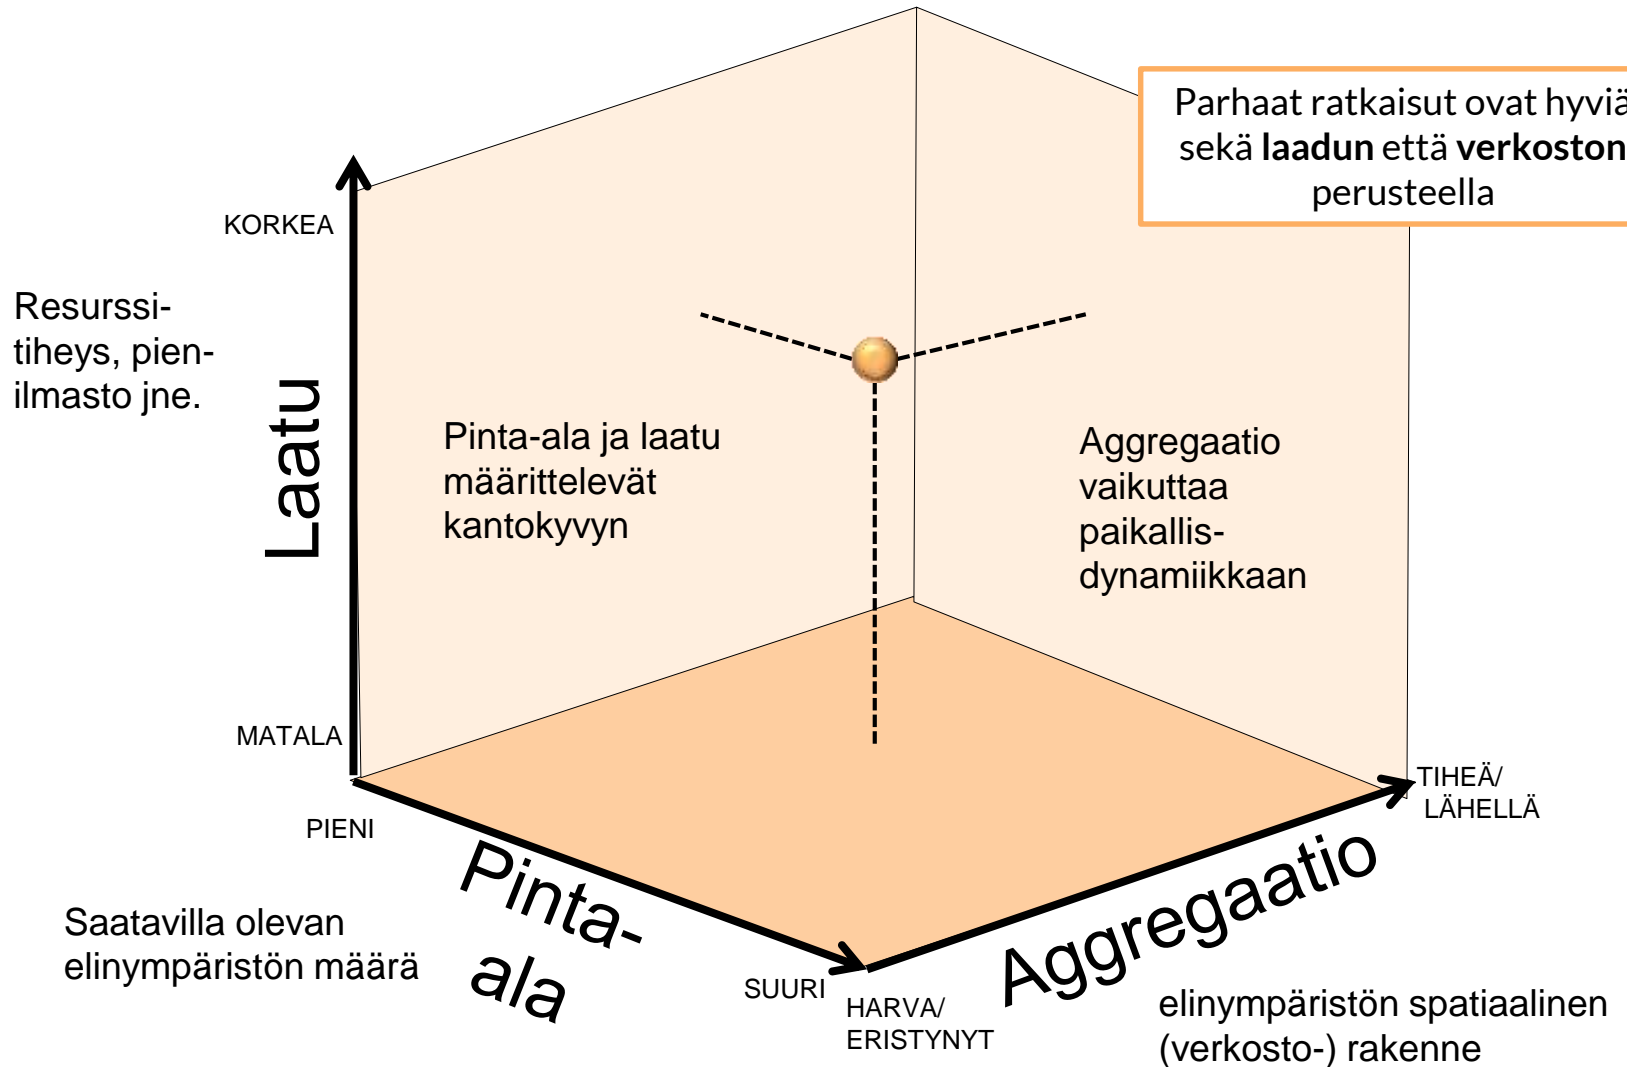 Parhaat ratkaisut ovat hyviä
sekä laadun että verkoston
perusteella
KORKEA
Resurssi-
tiheys, pien-
ilmasto jne.
Laatu
Pinta-ala ja laatu
määrittelevät
kantokyvyn
Aggregaatio
vaikuttaa
paikallis-
dynamiikkaan
MATALA
PIENI
TIHEÄ/
LÄHELLÄ
Pinta-
ala
Aggregaatio
Saatavilla olevan
elinympäristön määrä
SUURI
HARVA/
ERISTYNYT
elinympäristön spatiaalinen
(verkosto-) rakenne